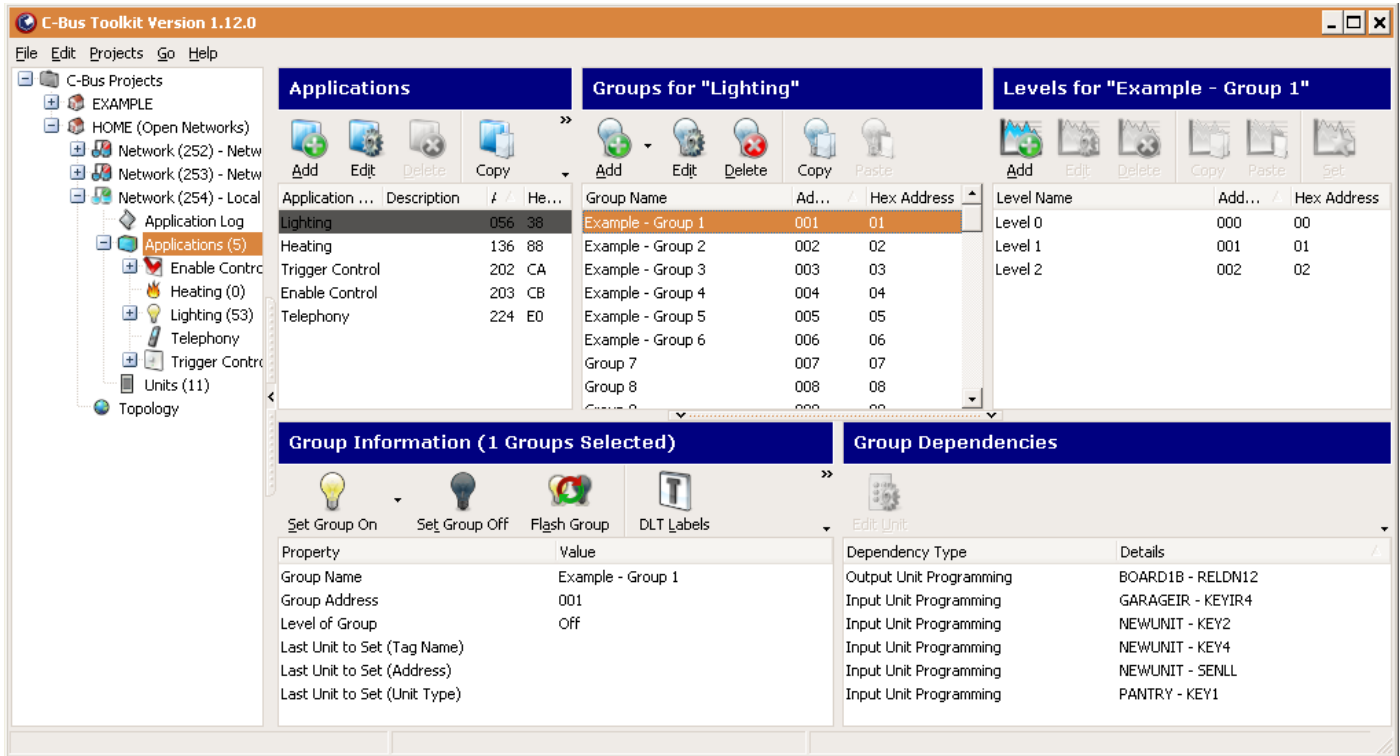 C-Bus Toolkit Version 1.12.0
File Edit Projects Go Help
C-Bus Projects
EXAMPLE
HOME (Open Networks)
Network (252) - Netw
Network (253) - Netw
Network (254) - Local
Application Log
Applications (5)
Enable Contro
Heating (0)
Lighting (53)
Telephony
Trigger Contro
Units (11)
Topology
Applications
Add Edit Delete Copy
Application ... Description A He...
Lighting 056 38
Heating 136 88
Trigger Control 202 CA
Enable Control 203 CB
Telephony 224 E0
Groups for "Lighting"
Add Edit Delete Copy Paste
Group Name Ad... Hex Address
Example - Group 1 001 01
Example - Group 2 002 02
Example - Group 3 003 03
Example - Group 4 004 04
Example - Group 5 005 05
Example - Group 6 006 06
Group 7 007 07
Group 8 008 08
Levels for "Example - Group 1"
Add Edit Delete Copy Paste Set
Level Name Add... Hex Address
Level 0 000 00
Level 1 001 01
Level 2 002 02
Group Information (1 Groups Selected)
Set Group On Set Group Off Flash Group DLT Labels
Property Value
Group Name Example - Group 1
Group Address 001
Level of Group Off
Last Unit to Set (Tag Name)
Last Unit to Set (Address)
Last Unit to Set (Unit Type)
Group Dependencies
Edit Unit
Dependency Type Details
Output Unit Programming BOARD1B - RELDN12
Input Unit Programming GARAGEIR - KEYIR4
Input Unit Programming NEWUNIT - KEY2
Input Unit Programming NEWUNIT - KEY4
Input Unit Programming NEWUNIT - SENLL
Input Unit Programming PANTRY - KEY1